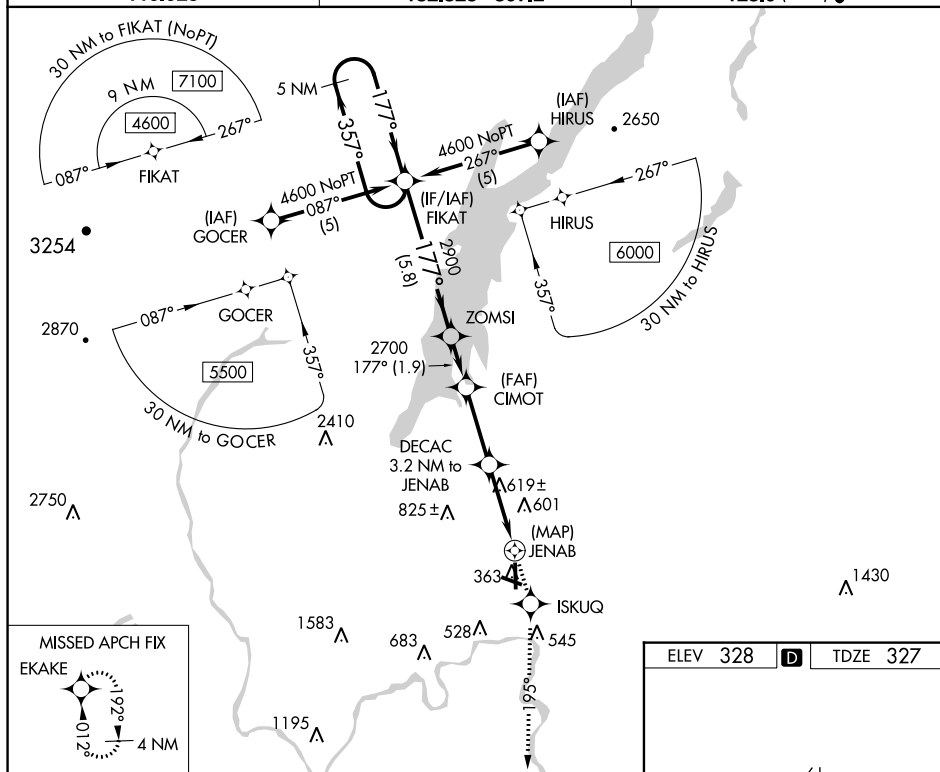 30 NM to FIKAT (NoPT)
9 NM
7100
4600
087°
267°
FIKAT
5 NM
177°
357°
(IAF)
HIRUS
2650
4600 NoPT
267°
(5)
4600 NoPT
087°
(5)
(IF/IAF)
FIKAT
(IAF)
GOCER
267°
HIRUS
6000
357°
30 NM to HIRUS
3254
2900
177°
(5.8)
087°
GOCER
357°
5500
30 NM to GOCER
2870
ZOMSI
2700
177° (1.9)
(FAF)
CIMOT
2410
DECAC
3.2 NM to
JENAB
619±
601
825±
2750
(MAP)
JENAB
363
1430
ISKUQ
1583
683
528
545
195°
1195
MISSED APCH FIX
EKAKE
192°
012°
4 NM
ELEV 328 D TDZE 327